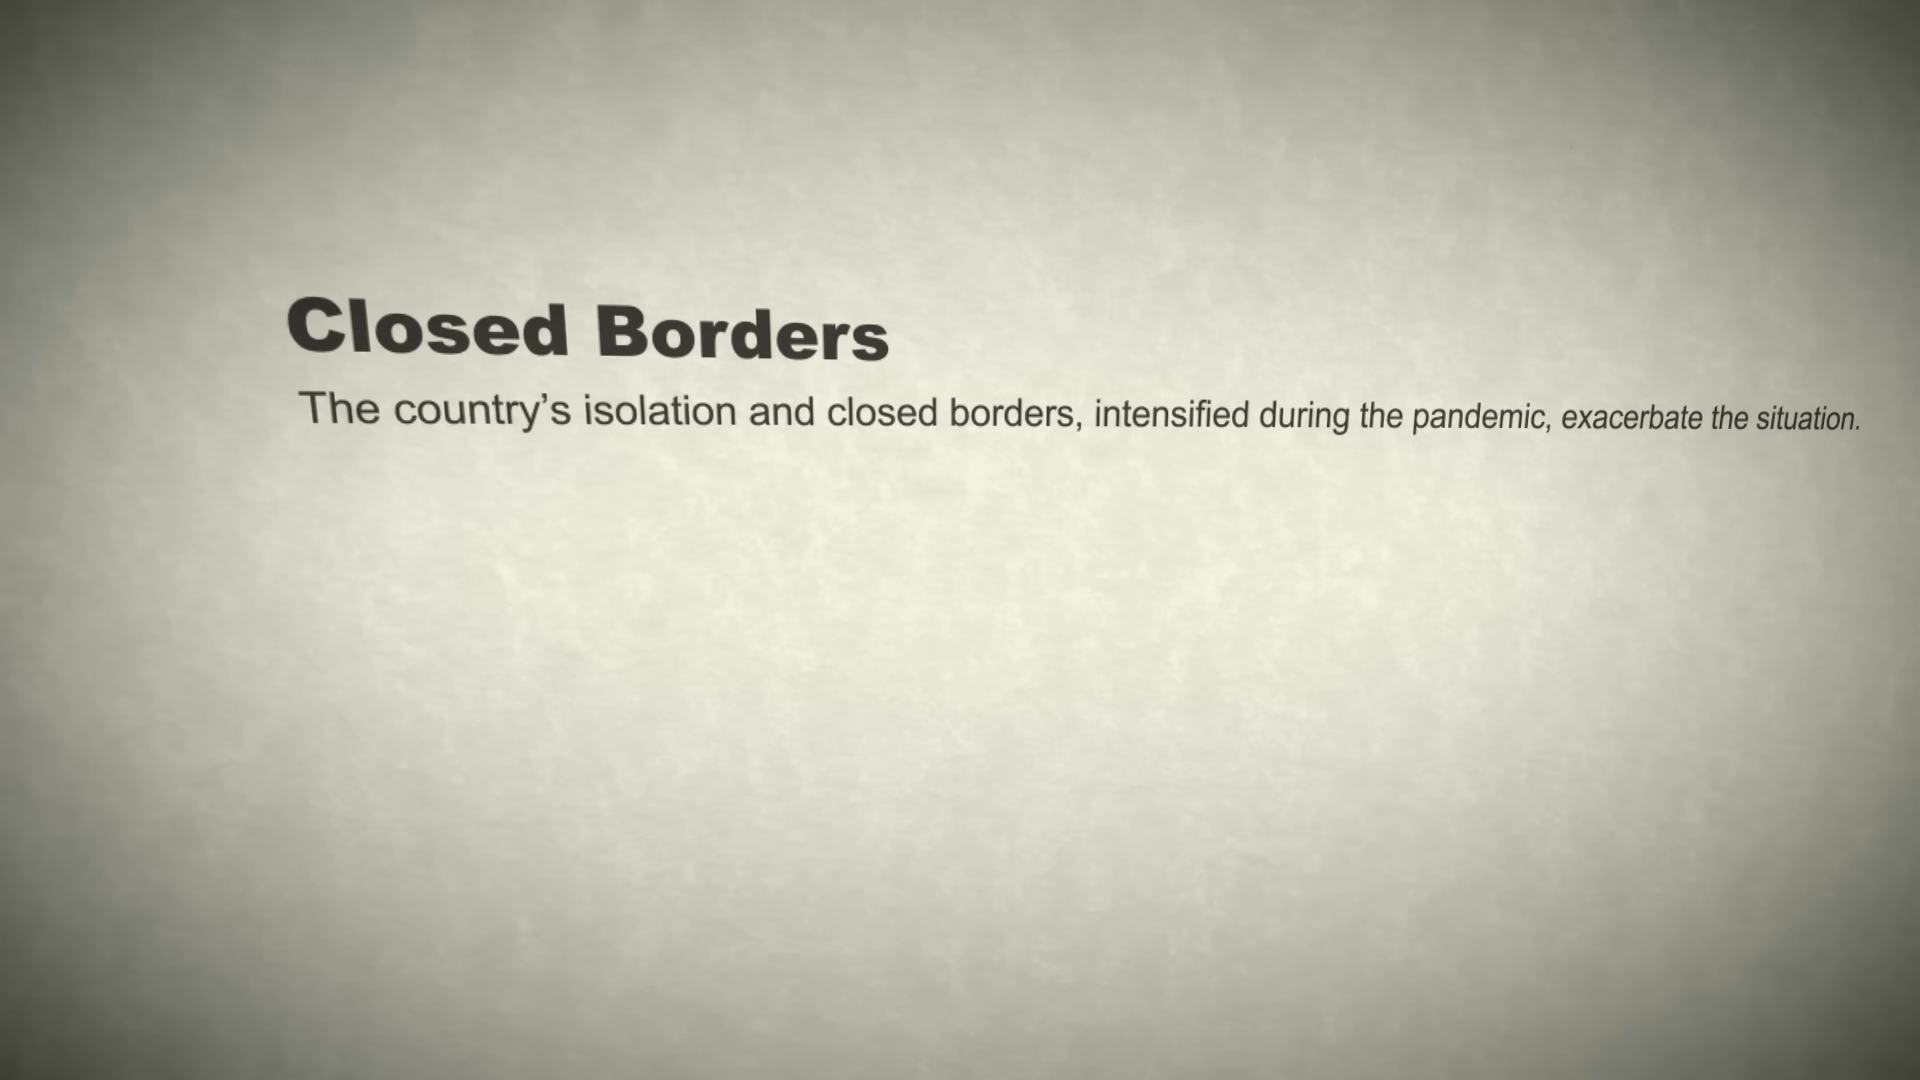 Closed Borders
The country’s isolation and closed borders, intensified during the pandemic, exacerbate the situation.